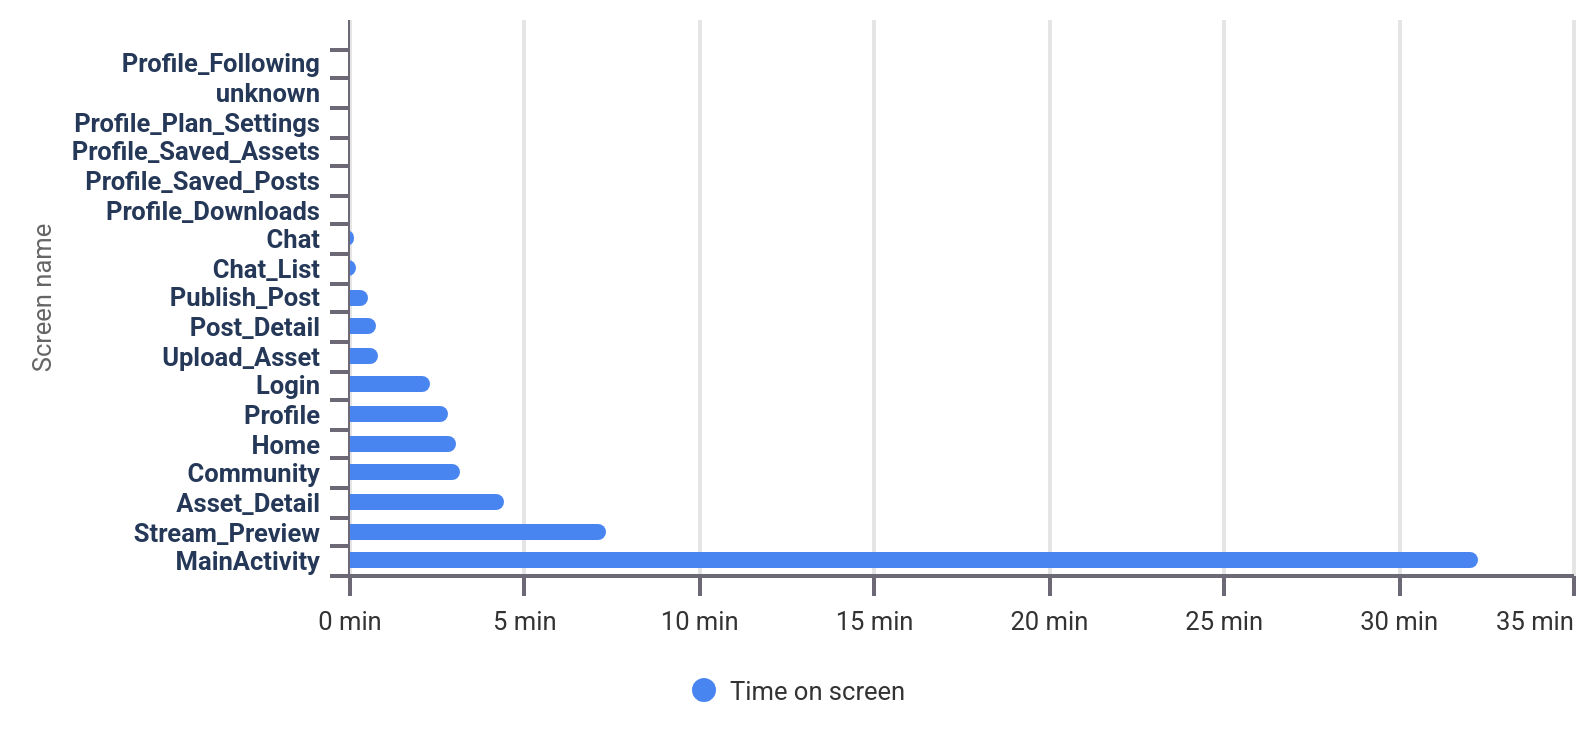 Screen name
Profile_Following
unknown
Profile_Plan_Settings
Profile_Saved_Assets
Profile_Saved_Posts
Profile_Downloads
Chat
Chat_List
Publish_Post
Post_Detail
Upload_Asset
Login
Profile
Home
Community
Asset_Detail
Stream_Preview
MainActivity
0 min 5 min 10 min 15 min 20 min 25 min 30 min 35 min
Time on screen